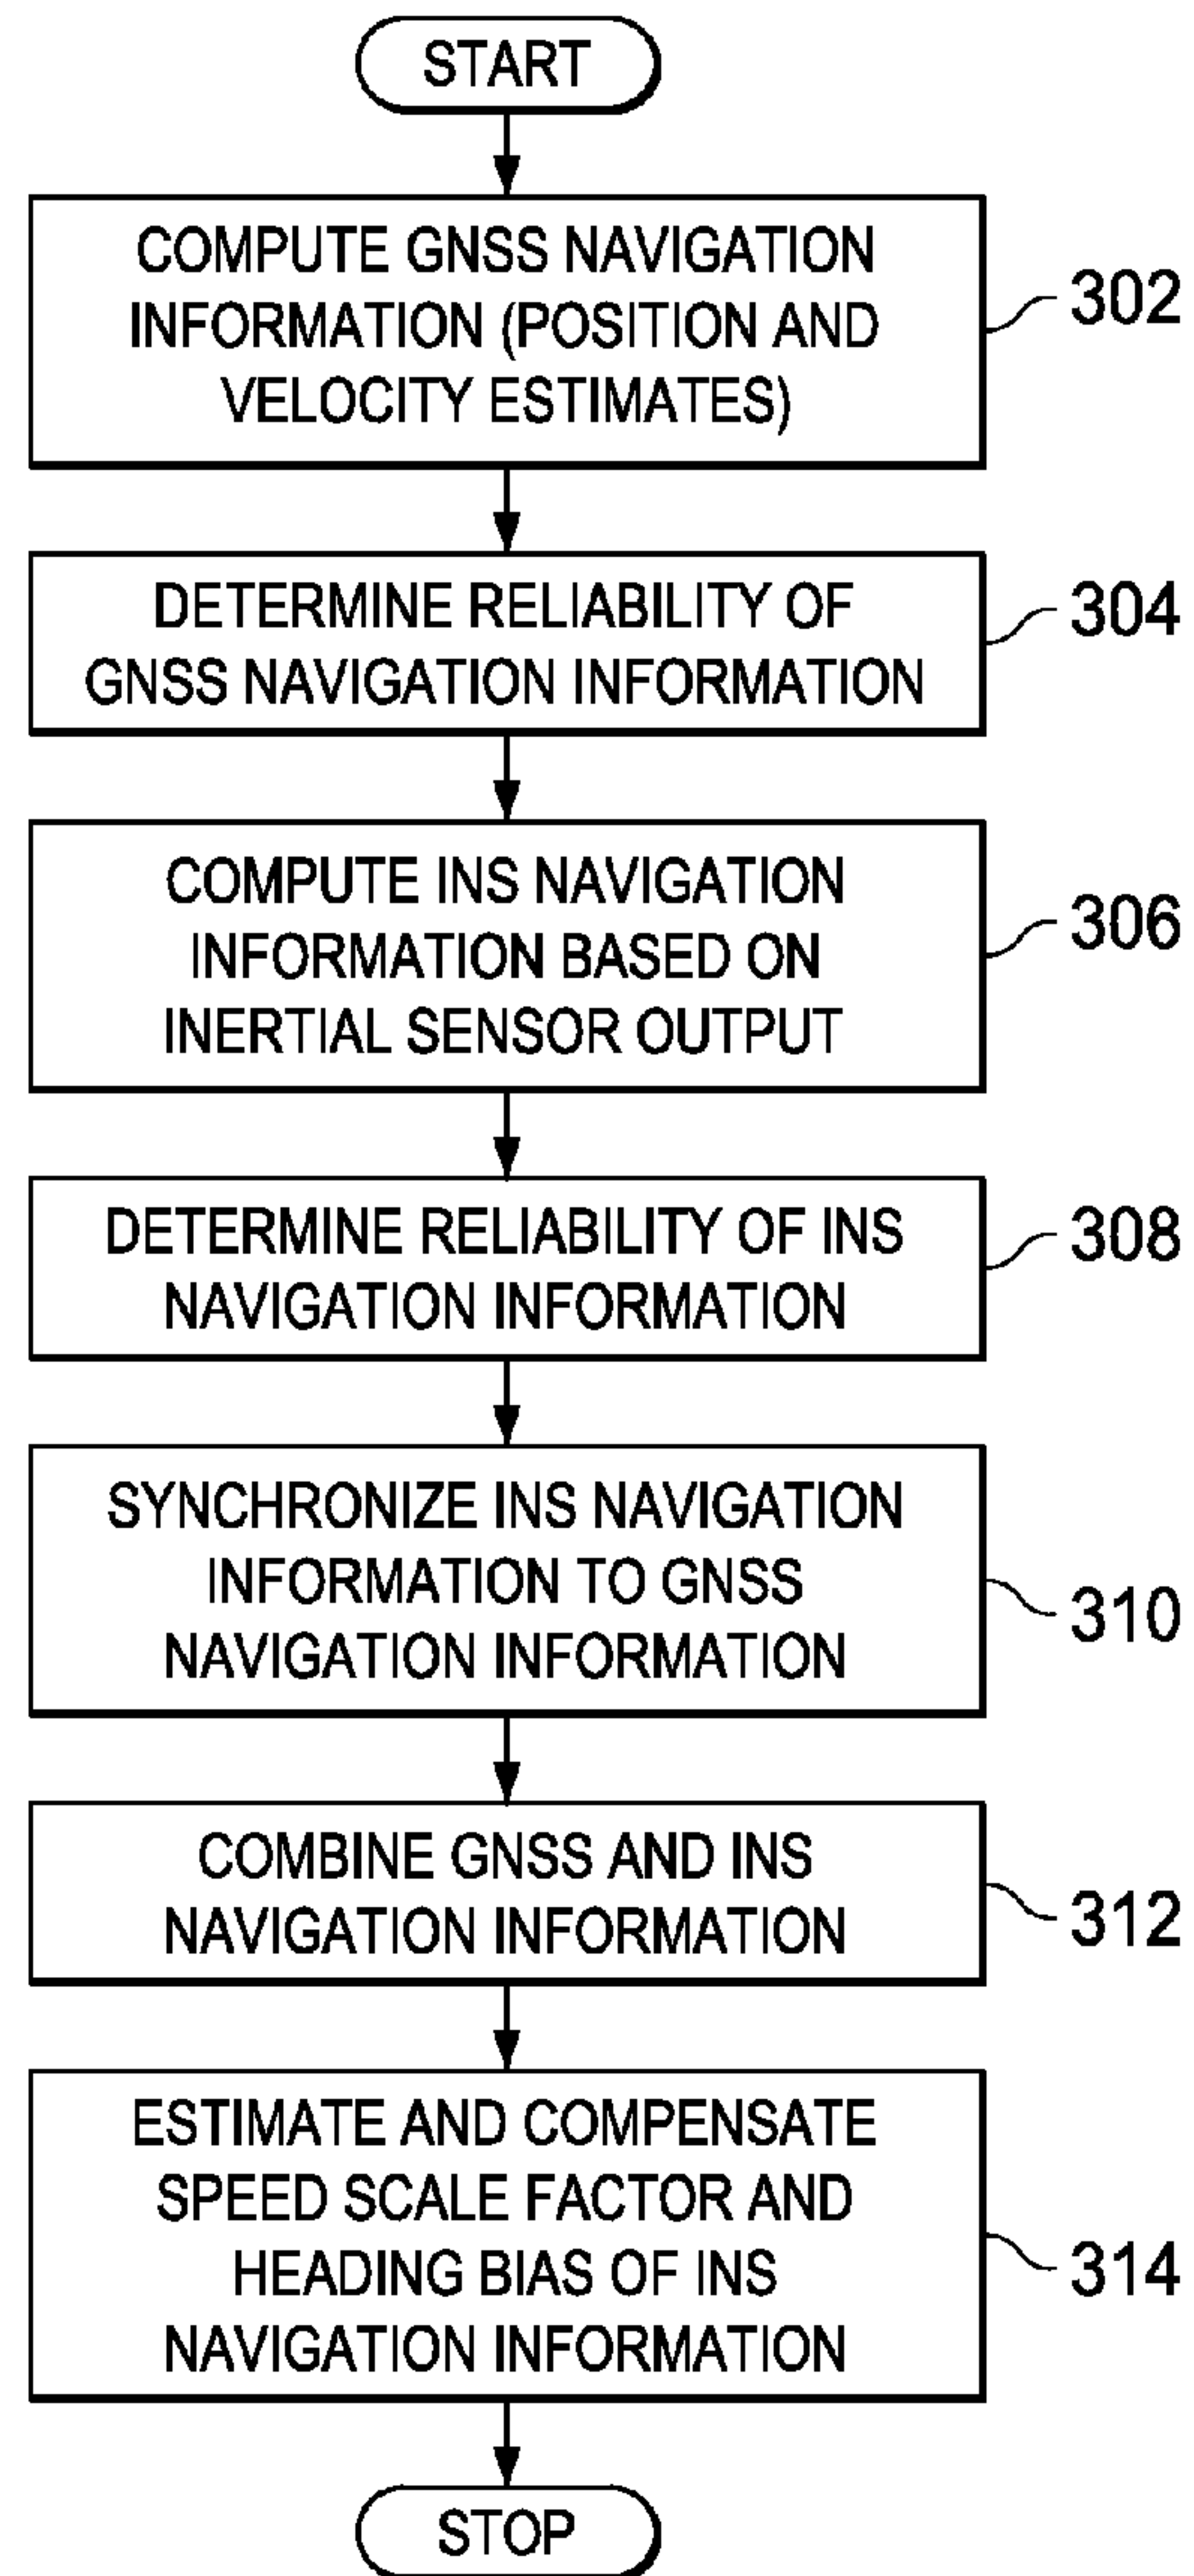 START
COMPUTE GNSS NAVIGATION
INFORMATION (POSITION AND
VELOCITY ESTIMATES)
302
DETERMINE RELIABILITY OF
GNSS NAVIGATION INFORMATION
304
COMPUTE INS NAVIGATION
INFORMATION BASED ON
INERTIAL SENSOR OUTPUT
306
DETERMINE RELIABILITY OF INS
NAVIGATION INFORMATION
308
SYNCHRONIZE INS NAVIGATION
INFORMATION TO GNSS
NAVIGATION INFORMATION
310
COMBINE GNSS AND INS
NAVIGATION INFORMATION
312
ESTIMATE AND COMPENSATE
SPEED SCALE FACTOR AND
HEADING BIAS OF INS
NAVIGATION INFORMATION
314
STOP